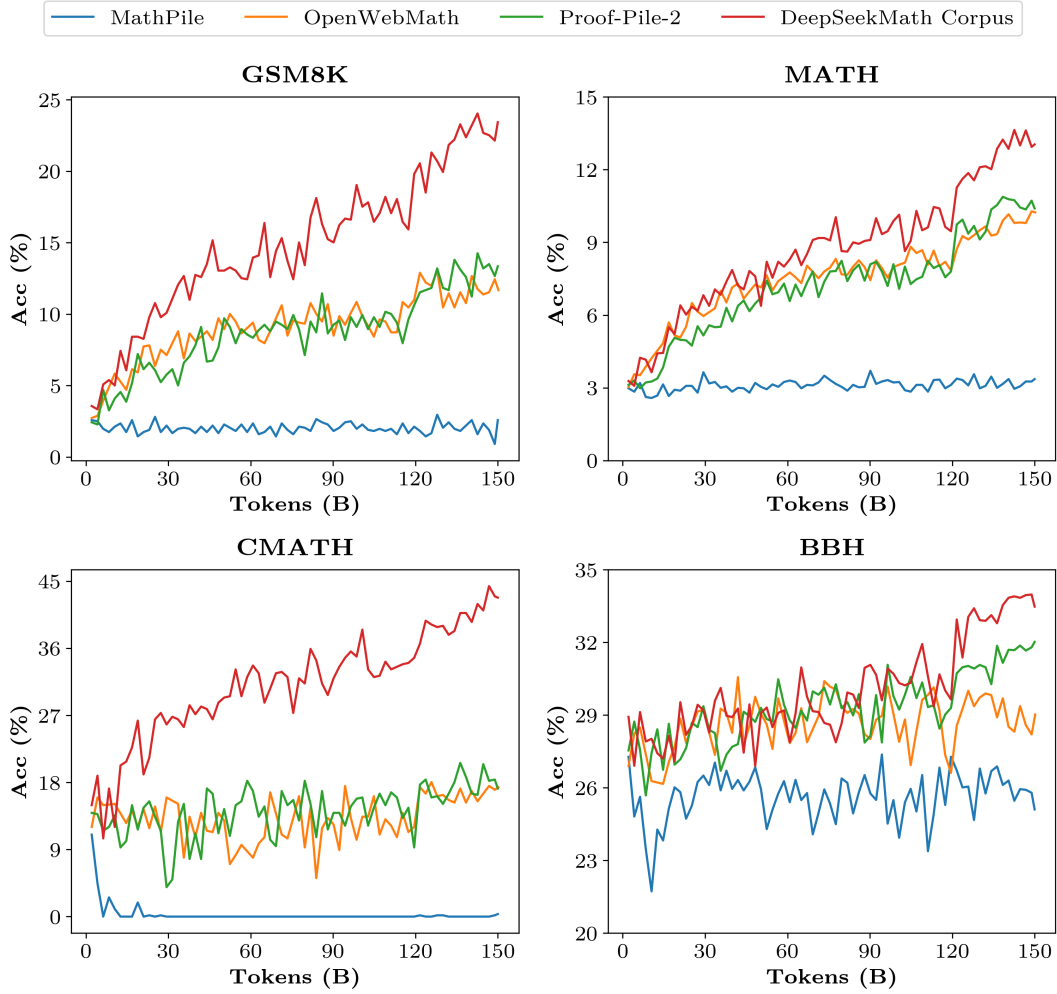 MathPile OpenWebMath Proof-Pile-2 DeepSeekMath Corpus
GSM8K
25
20
15
10
5
0
Acc (%)
0 30 60 90 120 150
Tokens (B)
MATH
15
12
9
6
3
0
Acc (%)
0 30 60 90 120 150
Tokens (B)
CMATH
45
36
27
18
9
0
Acc (%)
0 30 60 90 120 150
Tokens (B)
BBH
35
32
29
26
23
20
Acc (%)
0 30 60 90 120 150
Tokens (B)